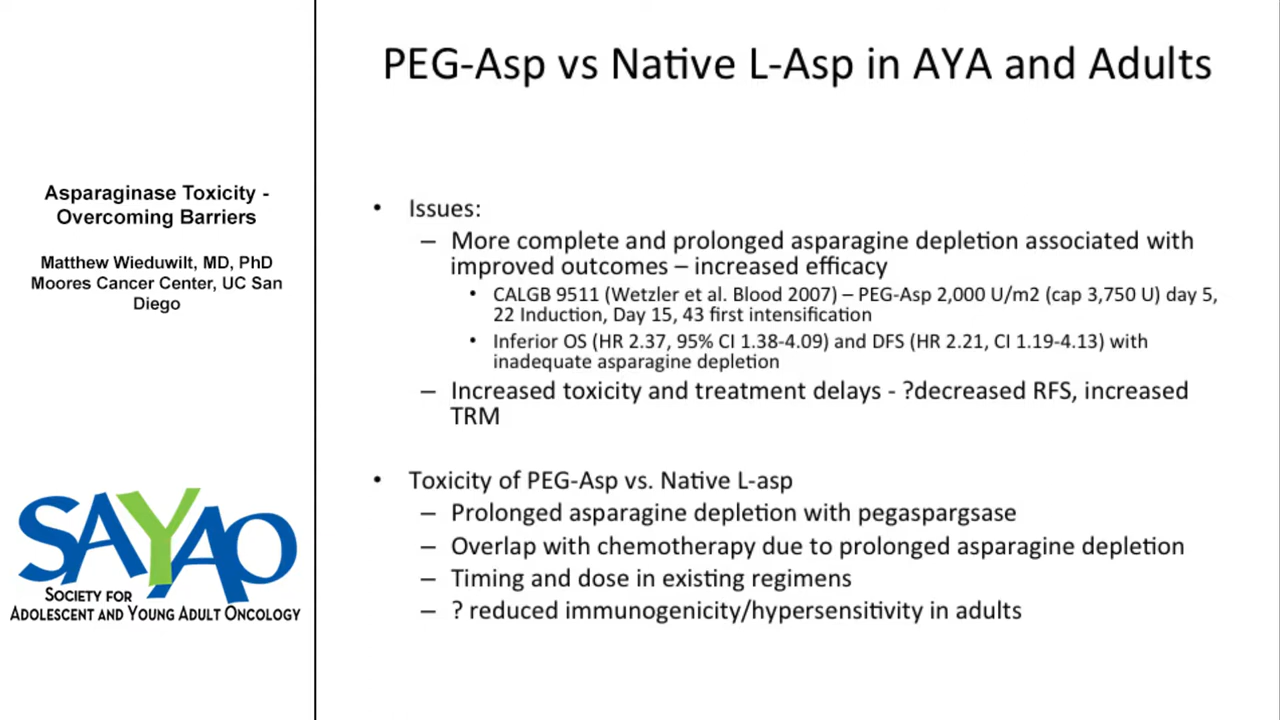 PEG-Asp vs Native L-Asp in AYA and Adults
Asparaginase Toxicity -
Overcoming Barriers
Matthew Wieduwilt, MD, PhD
Moores Cancer Center, UC San
Diego
SAYAO
SOCIETY FOR
ADOLESCENT AND YOUNG ADULT ONCOLOGY
• Issues:
– More complete and prolonged asparagine depletion associated with
improved outcomes – increased efficacy
• CALGB 9511 (Wetzler et al. Blood 2007) – PEG-Asp 2,000 U/m2 (cap 3,750 U) day 5,
22 Induction, Day 15, 43 first intensification
• Inferior OS (HR 2.37, 95% CI 1.38-4.09) and DFS (HR 2.21, CI 1.19-4.13) with
inadequate asparagine depletion
– Increased toxicity and treatment delays - ?decreased RFS, increased
TRM
• Toxicity of PEG-Asp vs. Native L-asp
– Prolonged asparagine depletion with pegaspargsase
– Overlap with chemotherapy due to prolonged asparagine depletion
– Timing and dose in existing regimens
– ? reduced immunogenicity/hypersensitivity in adults